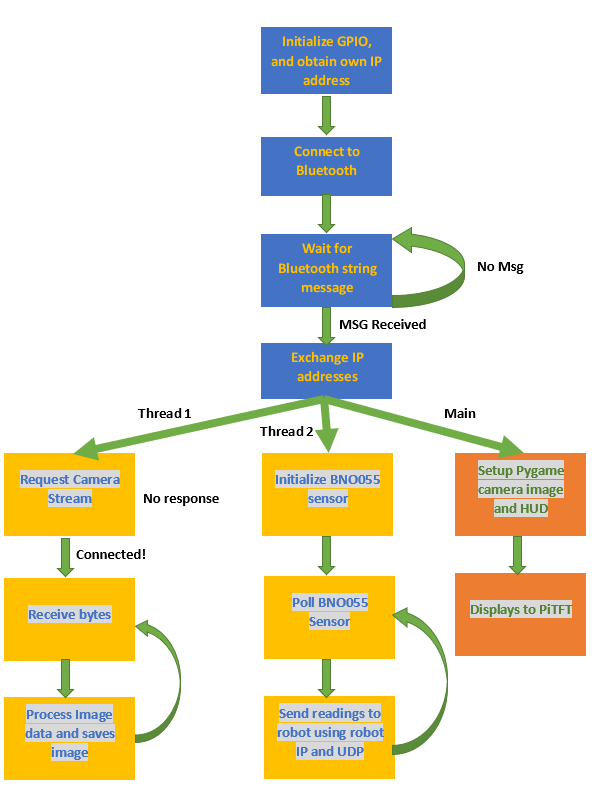 Initialize GPIO,
and obtain own IP
address
Connect to
Bluetooth
Wait for
Bluetooth string
message
No Msg
MSG Received
Exchange IP
addresses
Thread 1
Thread 2
Main
Request Camera
Stream
No response
Initialize BNO055
sensor
Setup Pygame
camera image
and HUD
Connected!
Receive bytes
Poll BNO055
Sensor
Displays to PiTFT
Process Image
data and saves
image
Send readings to
robot using robot
IP and UDP